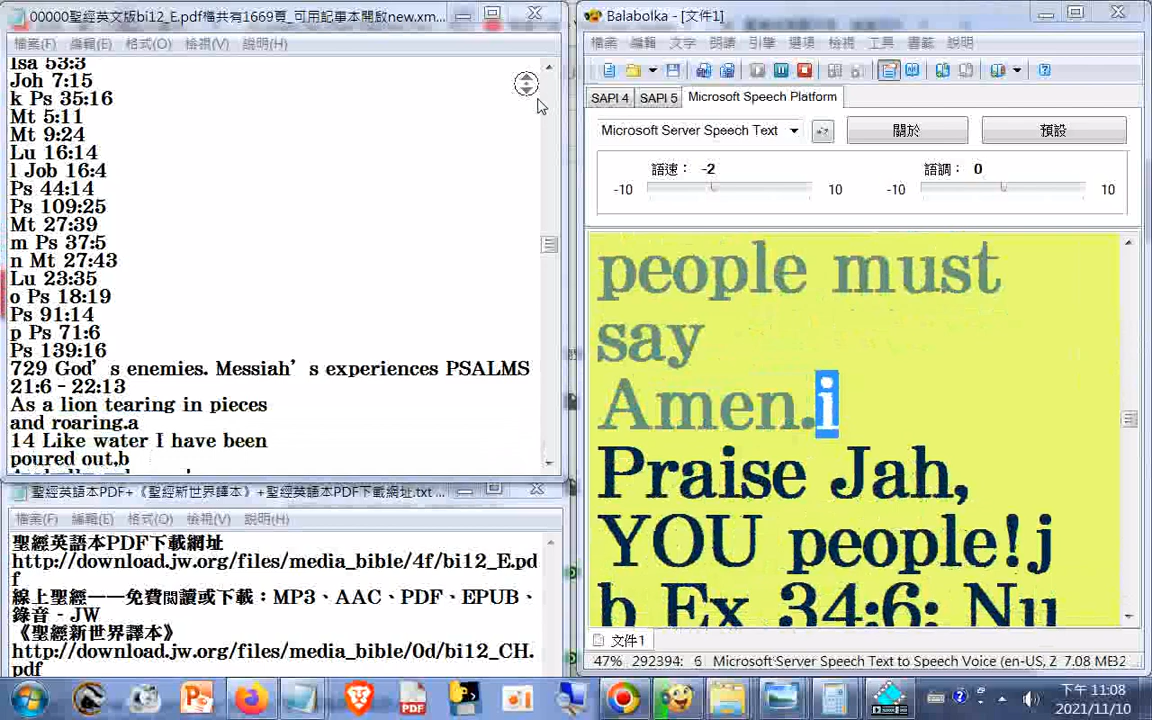 00000聖經英文版bi12_E.pdf檔共有1669頁_可用記事本開啟new.xm...
檔案(F) 編輯(E) 格式(O) 檢視(V) 說明(H)
Isa 53:3
Joh 7:15
k Ps 35:16
Mt 5:11
Mt 9:24
Lu 16:14
l Job 16:4
Ps 44:14
Ps 109:25
Mt 27:39
m Ps 37:5
n Mt 27:43
Lu 23:35
o Ps 18:19
Ps 91:14
p Ps 71:6
Ps 139:16
729 God’s enemies. Messiah’s experiences PSALMS
21:6 - 22:13
As a lion tearing in pieces
and roaring.a
14 Like water I have been
poured out,b
聖經英語本PDF+《聖經新世界譯本》+聖經英語本PDF下載網址.txt ...
檔案(F) 編輯(E) 格式(O) 檢視(V) 說明(H)
聖經英語本PDF下載網址
http://download.jw.org/files/media_bible/4f/bi12_E.pd
f
線上聖經——免費閱讀或下載：MP3、AAC、PDF、EPUB、
錄音 - JW
《聖經新世界譯本》
http://download.jw.org/files/media_bible/0d/bi12_CH.
pdf
Balabolka - [文件1]
檔案 編輯 文字 朗讀 引擎 選項 檢視 工具 書籤 說明
SAPI 4 SAPI 5 Microsoft Speech Platform
Microsoft Server Speech Text 關於 預設
語速： -2 語調： 0
-10 10 -10 10
people must
say
Amen.i
Praise Jah,
YOU people!j
b Ex 34:6; Nu
文件1
47% 292394: 6 Microsoft Server Speech Text to Speech Voice (en-US, Z 7.08 MB2
下午 11:08
2021/11/10